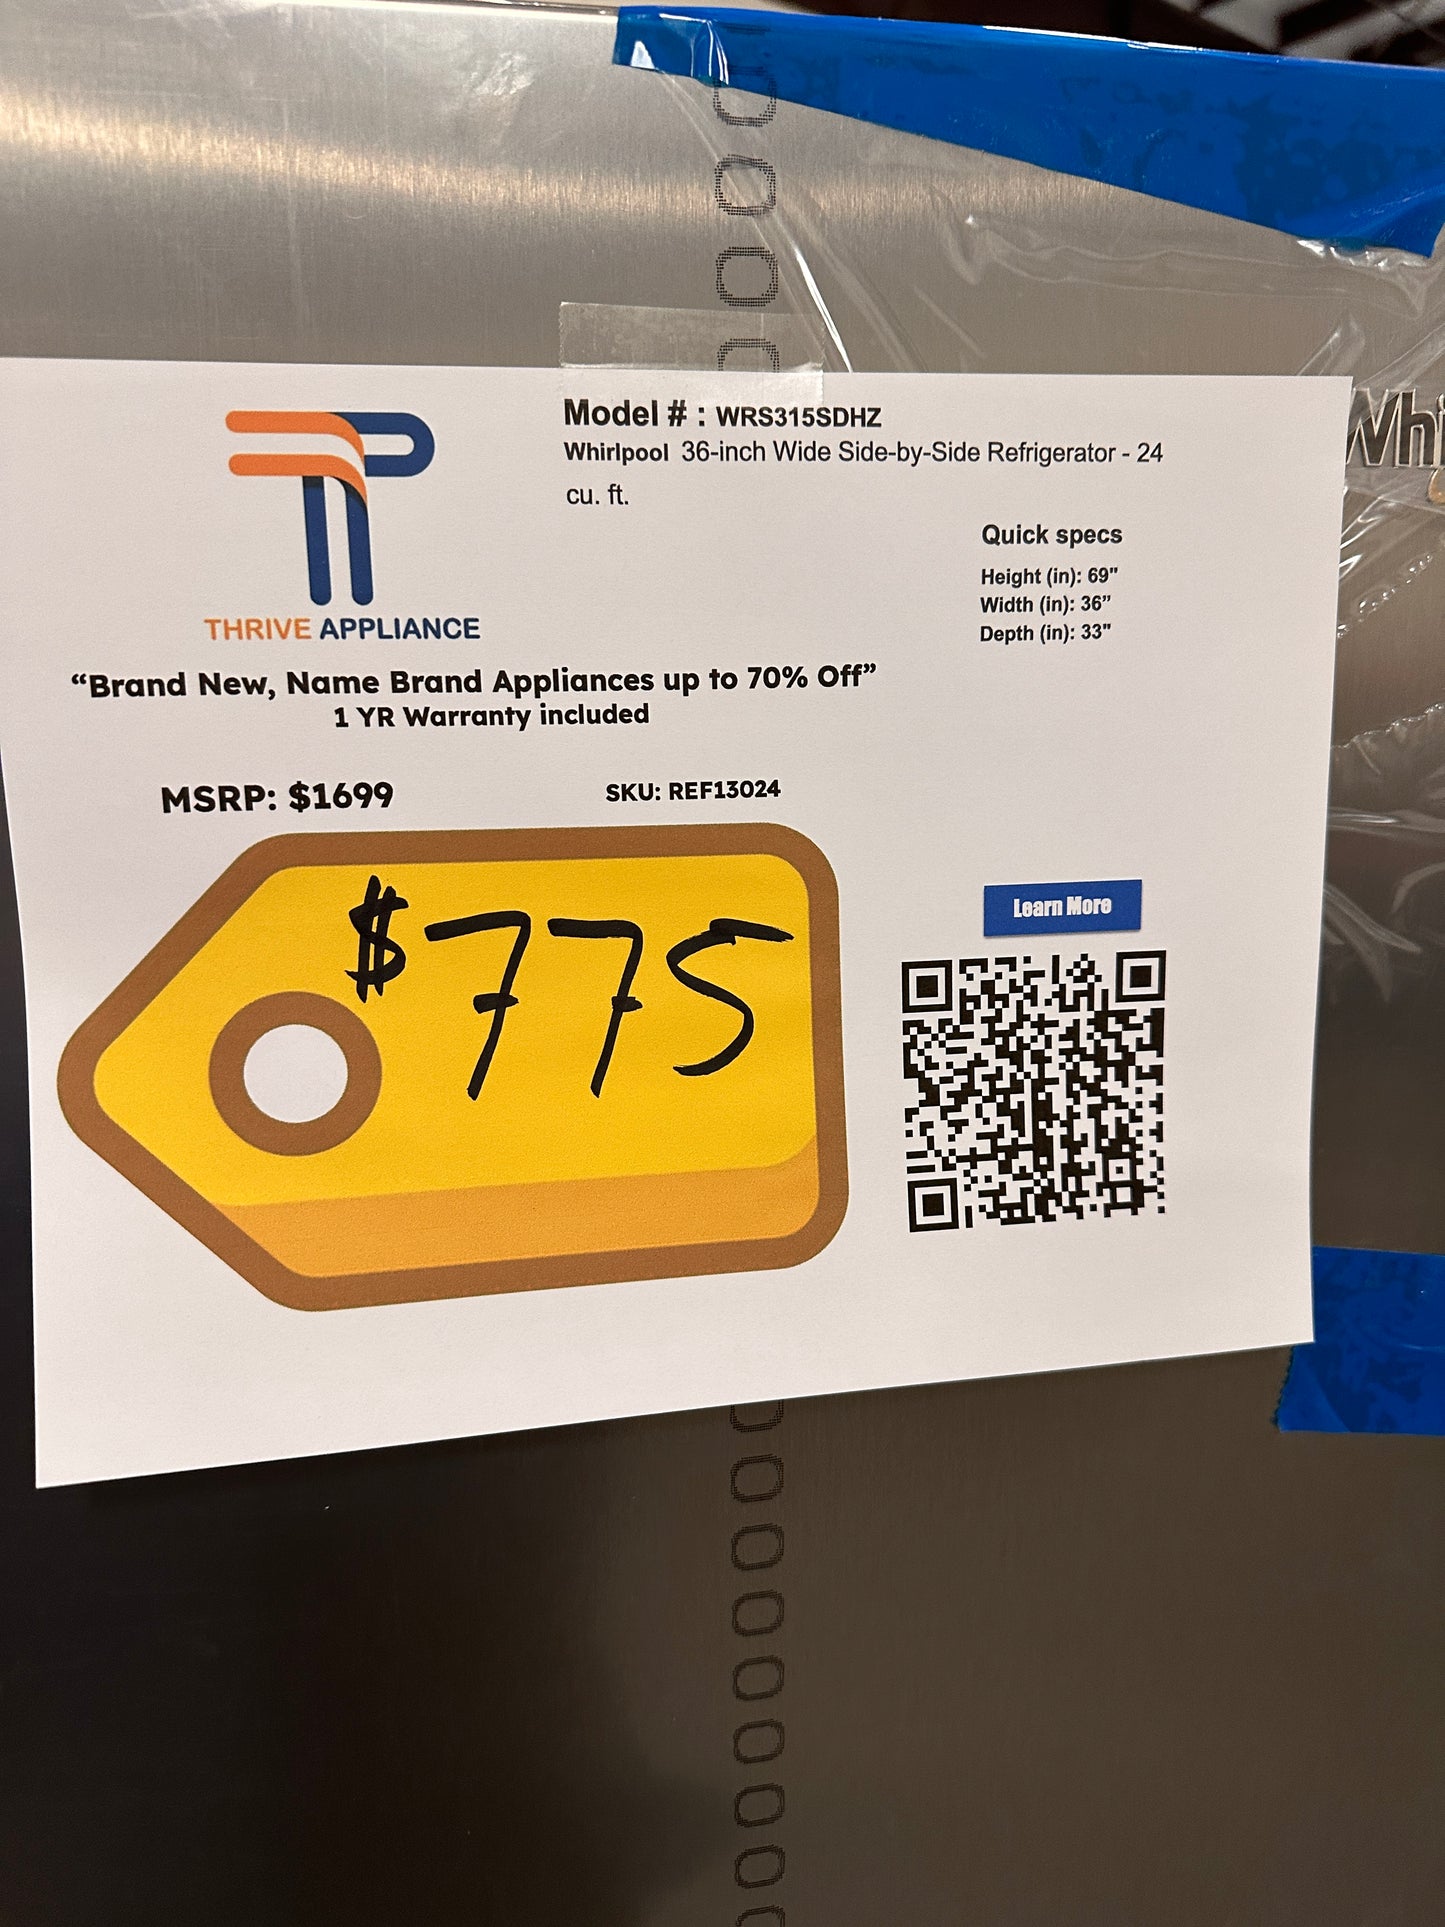 Model # : WRS315SDHZ
Whirlpool 36-inch Wide Side-by-Side Refrigerator - 24
cu. ft.
Whi
Quick specs
Height (in): 69"
Width (in): 36”
Depth (in): 33"
THRIVE APPLIANCE
“Brand New, Name Brand Appliances up to 70% Off”
1 YR Warranty included
MSRP: $1699
SKU: REF13024
$775
Learn More